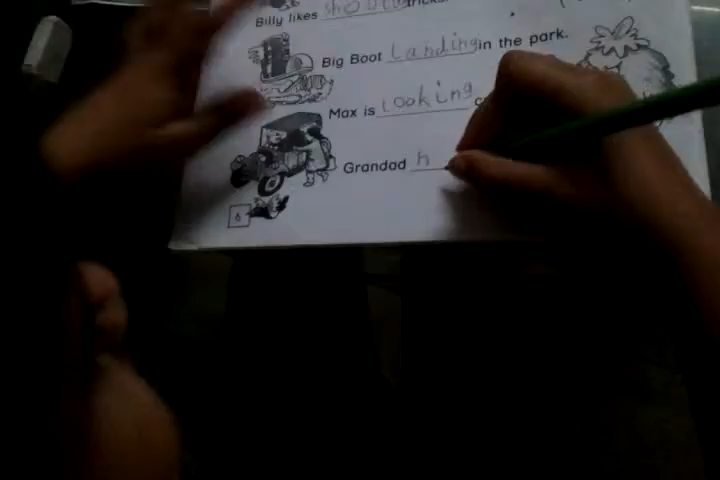 Billy likes
Big Boot Landing in the park.
Max is Looking
Grandad h
6